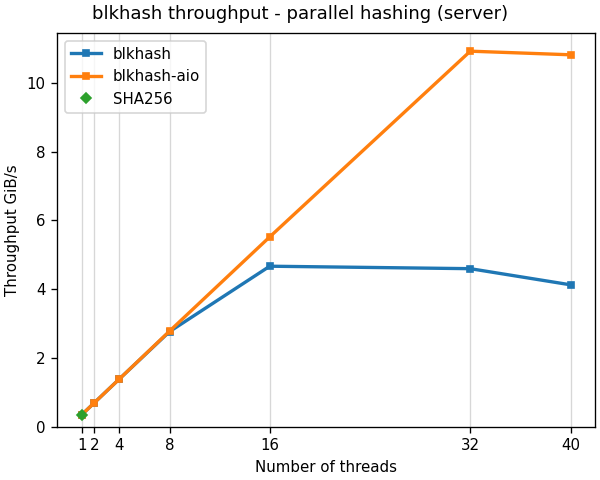 blkhash throughput - parallel hashing (server)
blkhash
blkhash-aio
SHA256
Throughput GiB/s
10
8
6
4
2
0
1 2 4 8 16 32 40
Number of threads